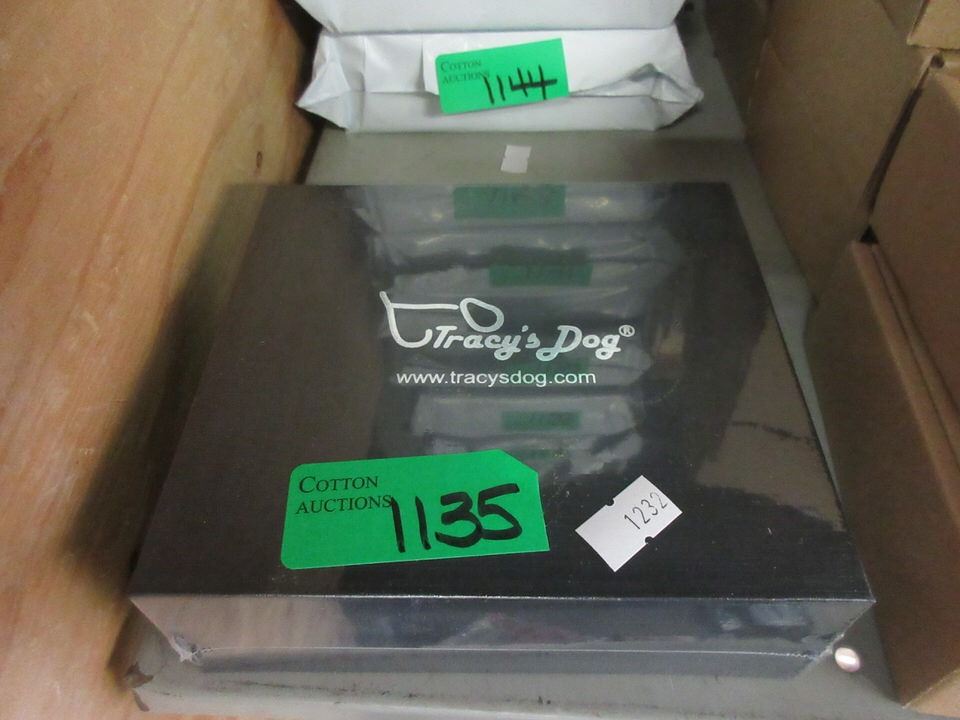 COTTON
AUCTIONS
1144
Tracy's Dog®
www.tracysdog.com
COTTON
AUCTIONS
1135
1232